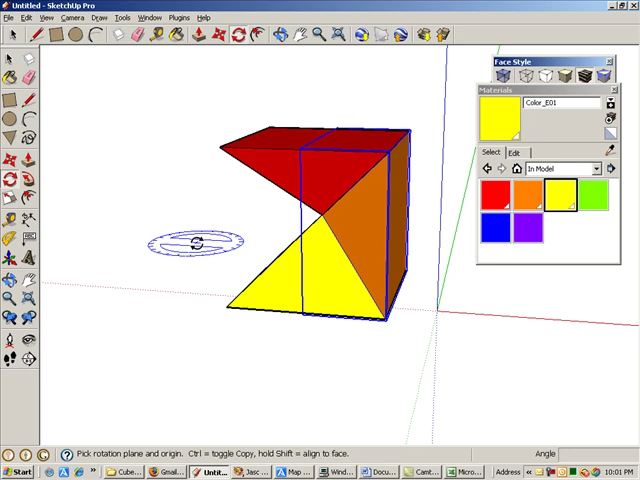 Untitled - SketchUp Pro
File Edit View Camera Draw Tools Window Plugins Help
Face Style
Materials
Color_E01
Select Edit
In Model
Pick rotation plane and origin. Ctrl = toggle Copy, hold Shift = align to face.
Angle
Start
Cube...
Gmail...
Untit...
Jasc ...
Map ...
Windo...
Docu...
Camt...
Micro...
Address
10:01 PM